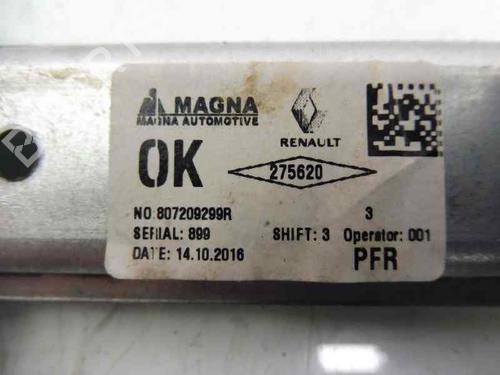 MAGNA
MAGNA AUTOMOTIVE
RENAULT
OK
275620
NO:807209299R
3
SERIAL: 899
SHIFT: 3
Operator: 001
DATE: 14.10.2016
PFR